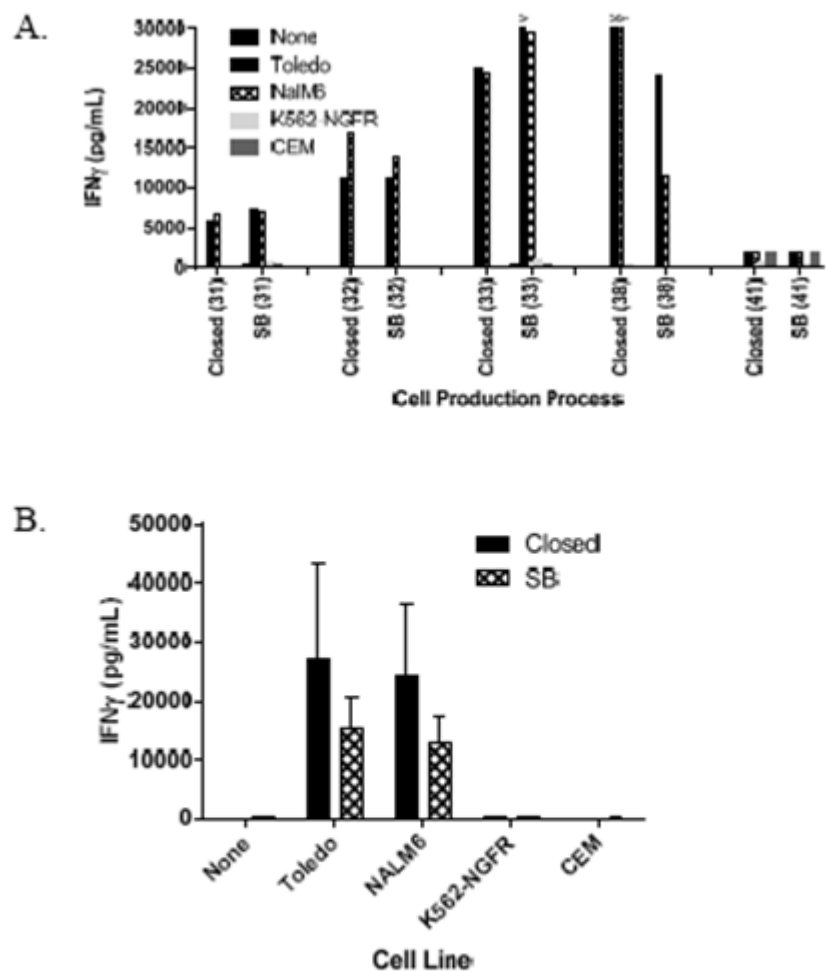 A.
30000
25000
20000
15000
10000
5000
0
IFNγ (pg/mL)
None
Toledo
NalM6
K562-NGFR
CEM
Closed (31)
SB (31)
Closed (32)
SB (32)
Closed (33)
SB (33)
Closed (38)
SB (38)
Closed (41)
SB (41)
Cell Production Process
B.
50000
40000
30000
20000
10000
0
IFNγ (pg/mL)
Closed
SB
None
Toledo
NALM6
K562-NGFR
CEM
Cell Line